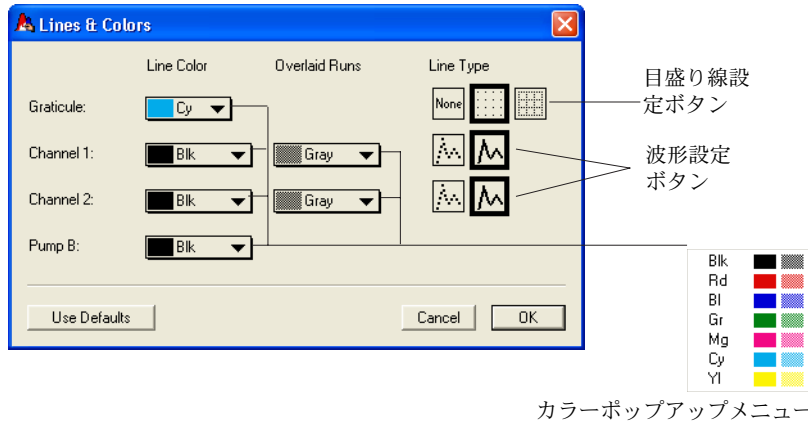 Lines & Colors
Line Color Overlaid Runs Line Type
Graticule: Cy None
Channel 1: Blk Gray
Channel 2: Blk Gray
Pump B: Blk
Use Defaults Cancel OK
目盛り線設
定ボタン
波形設定
ボタン
Blk
Rd
Bl
Gr
Mg
Cy
Yl
カラーポップアップメニュー